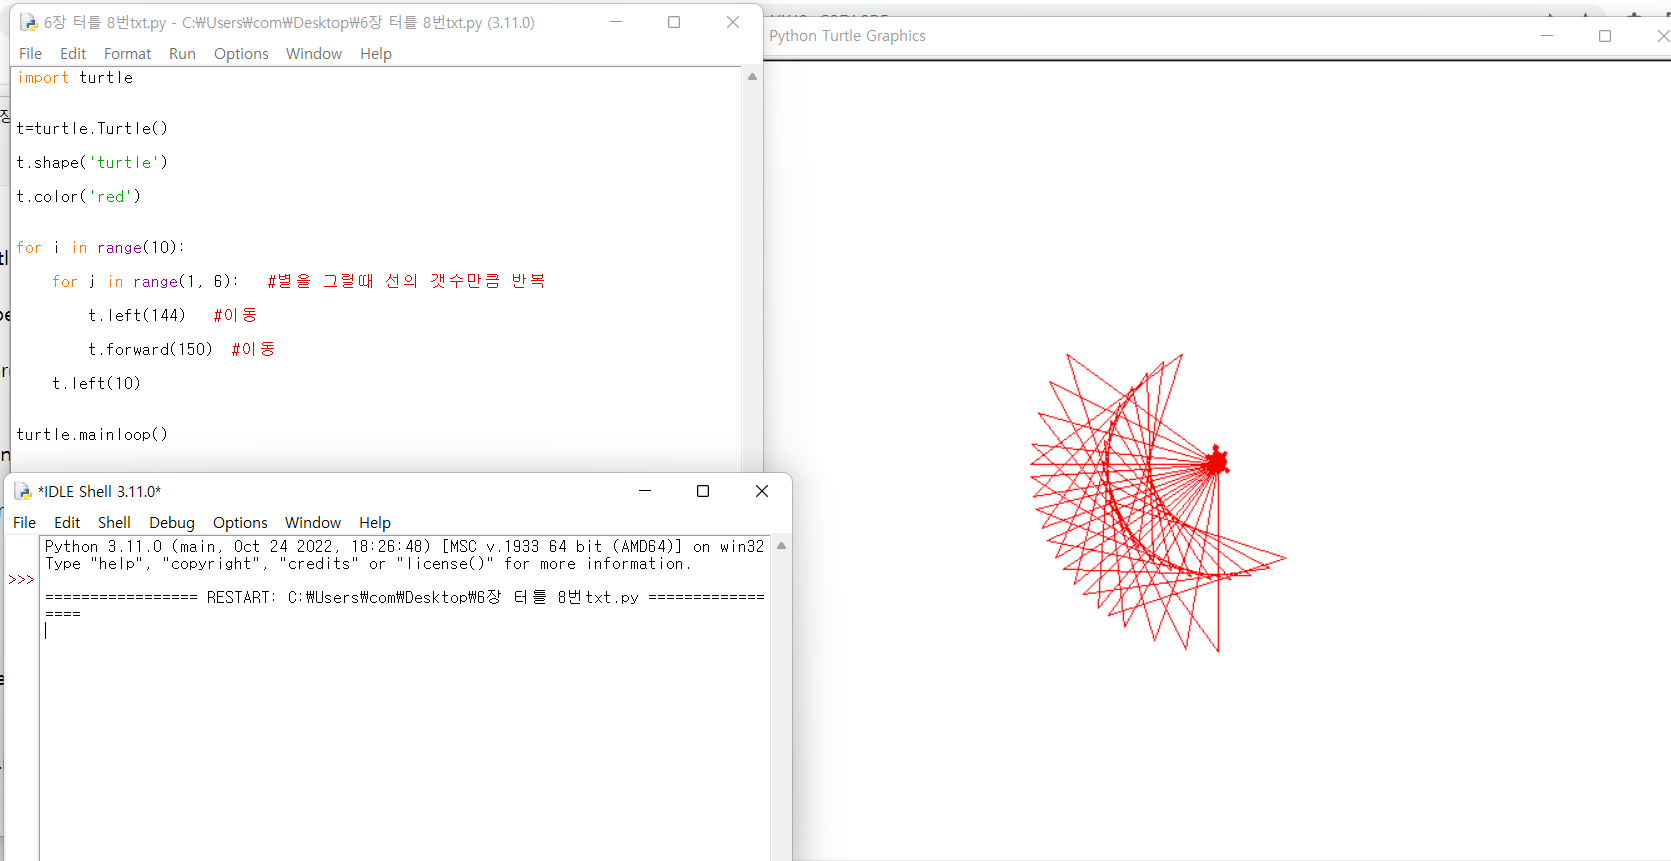 6장 터틀 8번txt.py - C:₩Users₩com₩Desktop₩6장 터틀 8번txt.py (3.11.0)
File Edit Format Run Options Window Help
import turtle
t=turtle.Turtle()
t.shape('turtle')
t.color('red')
for i in range(10):
for j in range(1, 6): #별을 그릴때 선의 갯수만큼 반복
t.left(144) #이동
t.forward(150) #이동
t.left(10)
turtle.mainloop()
Python Turtle Graphics
*IDLE Shell 3.11.0*
File Edit Shell Debug Options Window Help
Python 3.11.0 (main, Oct 24 2022, 18:26:48) [MSC v.1933 64 bit (AMD64)] on win32
Type "help", "copyright", "credits" or "license()" for more information.
>>>
================= RESTART: C:₩Users₩com₩Desktop₩6장 터틀 8번txt.py =============
====